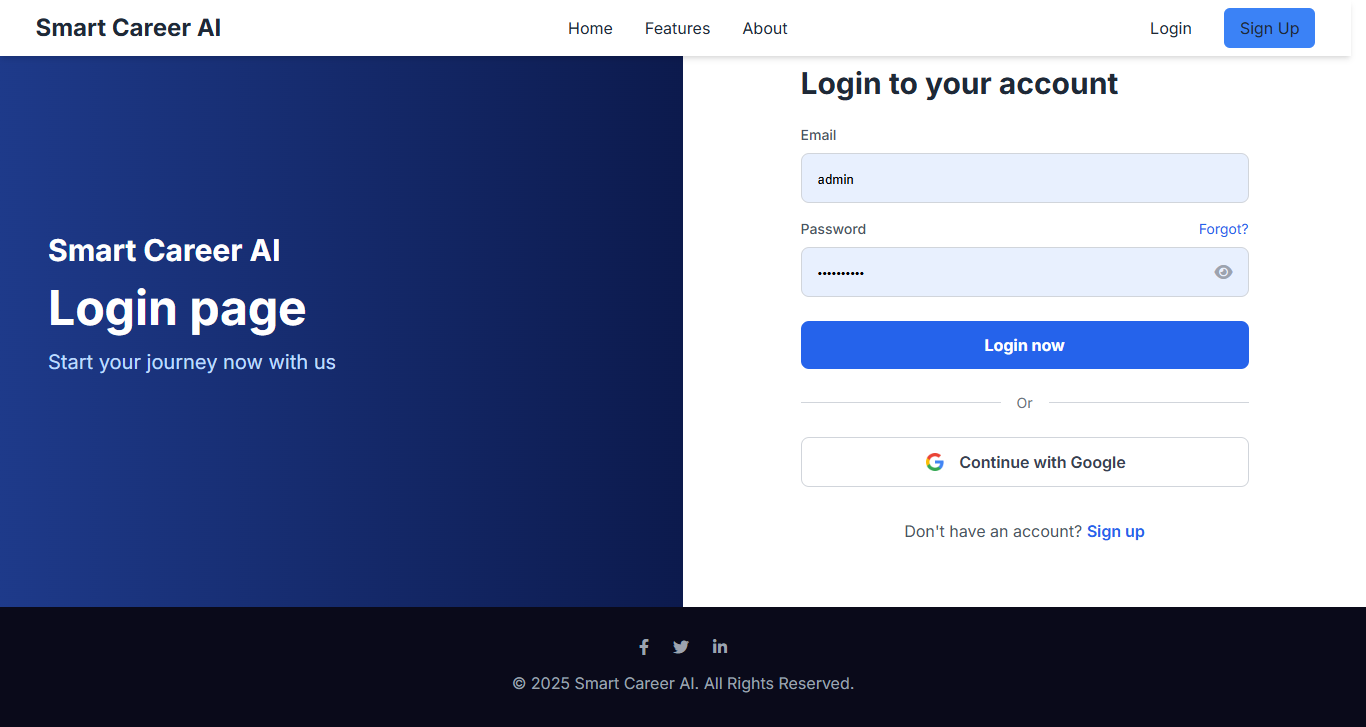 Smart Career AI
Home Features About
Login Sign Up
Smart Career AI
Login page
Start your journey now with us
Login to your account
Email
admin
Password Forgot?
••••••••••
Login now
Or
Continue with Google
Don't have an account? Sign up
© 2025 Smart Career AI. All Rights Reserved.